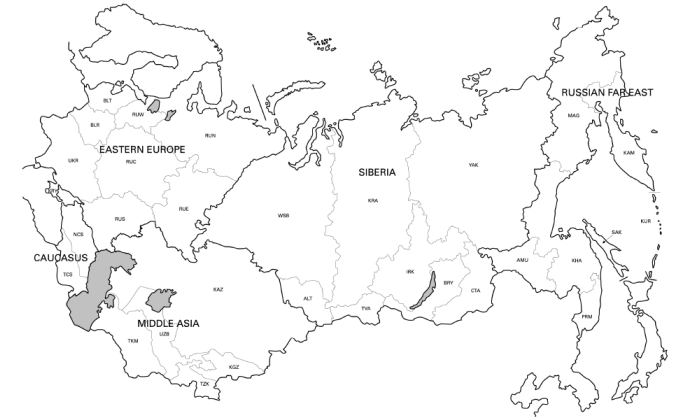 RUSSIAN FAR EAST
BLT
RUW
MAG
BLR
RUN
EASTERN EUROPE
KAM
UKR
RUC
YAK
SIBERIA
KRA
RUE
WSB
RUS
KUR
NCS
SAK
CAUCASUS
AMU
KHA
TCS
IRK
BRY
KAZ
CTA
ALT
TVA
MIDDLE ASIA
PRM
UZB
TKM
KGZ
TZK